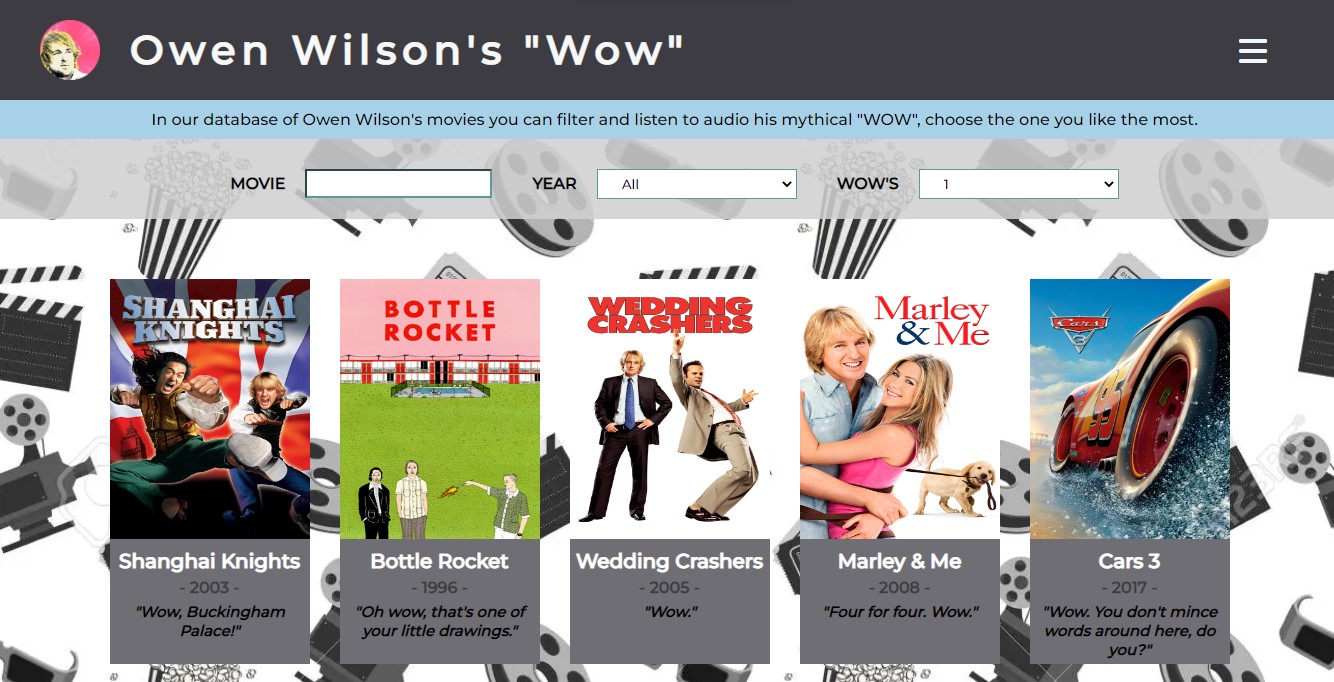 Owen Wilson's "Wow"
In our database of Owen Wilson's movies you can filter and listen to audio his mythical "WOW", choose the one you like the most.
MOVIE YEAR All WOW'S 1
SHANGHAI
KNIGHTS
BOTTLE
ROCKET
WEDDING
CRASHERS
Marley
& Me
Cars
3
95
Shanghai Knights
- 2003 -
"Wow, Buckingham
Palace!"
Bottle Rocket
- 1996 -
"Oh wow, that's one of
your little drawings."
Wedding Crashers
- 2005 -
"Wow."
Marley & Me
- 2008 -
"Four for four. Wow."
Cars 3
- 2017 -
"Wow. You don't mince
words around here, do
you?"